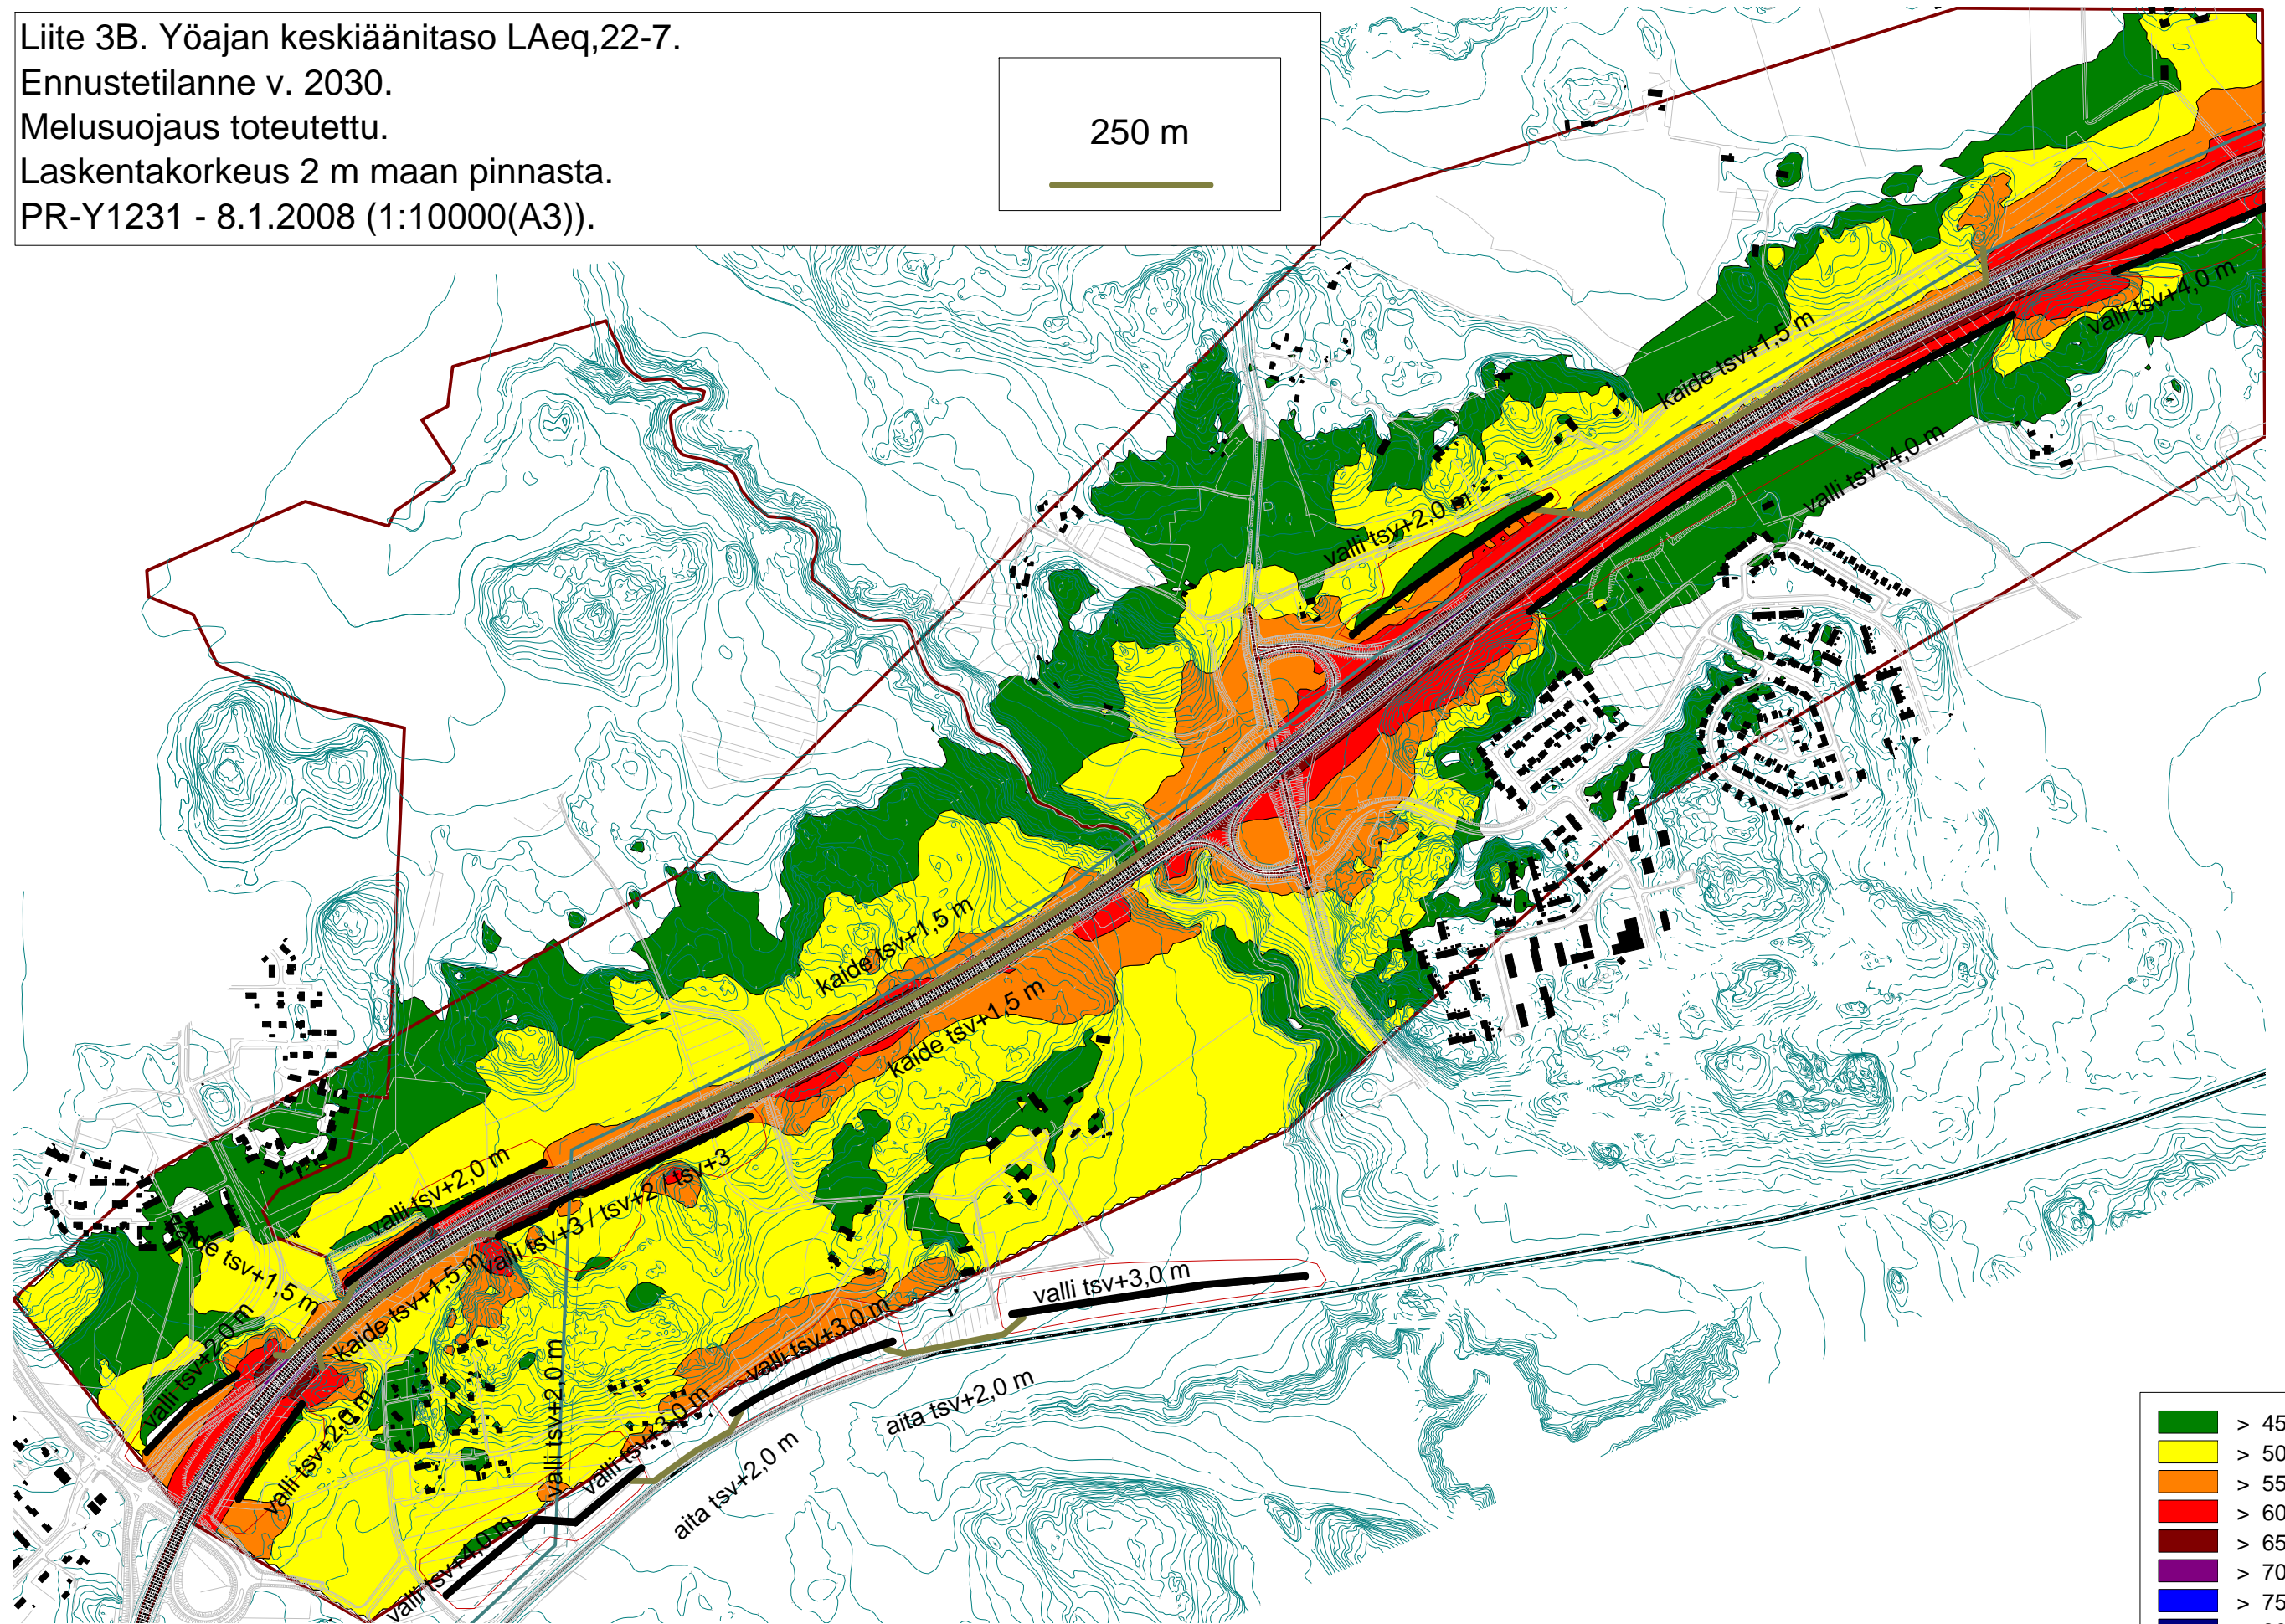 Liite 3B. Yöajan keskiäänitaso LAeq,22-7.
Ennustetilanne v. 2030.
Melusuojaus toteutettu.
Laskentakorkeus 2 m maan pinnasta.
PR-Y1231 - 8.1.2008 (1:10000(A3)).
250 m
valli tsv+4,0 m
kaide tsv+1,5 m
valli tsv+4,0 m
valli tsv+2,0 m
kaide tsv+1,5 m
kaide tsv+1,5 m
valli tsv+2,0 m
valli tsv+3 / tsv+2 / tsv+3
kaide tsv+1,5 m
kaide tsv+1,5 m
valli tsv+2,0 m
valli tsv+2,0 m
valli tsv+2,0 m
valli tsv+3,0 m
valli tsv+3,0 m
valli tsv+3,0 m
aita tsv+2,0 m
aita tsv+2,0 m
valli tsv+4,0 m
> 45
> 50
> 55
> 60
> 65
> 70
> 75